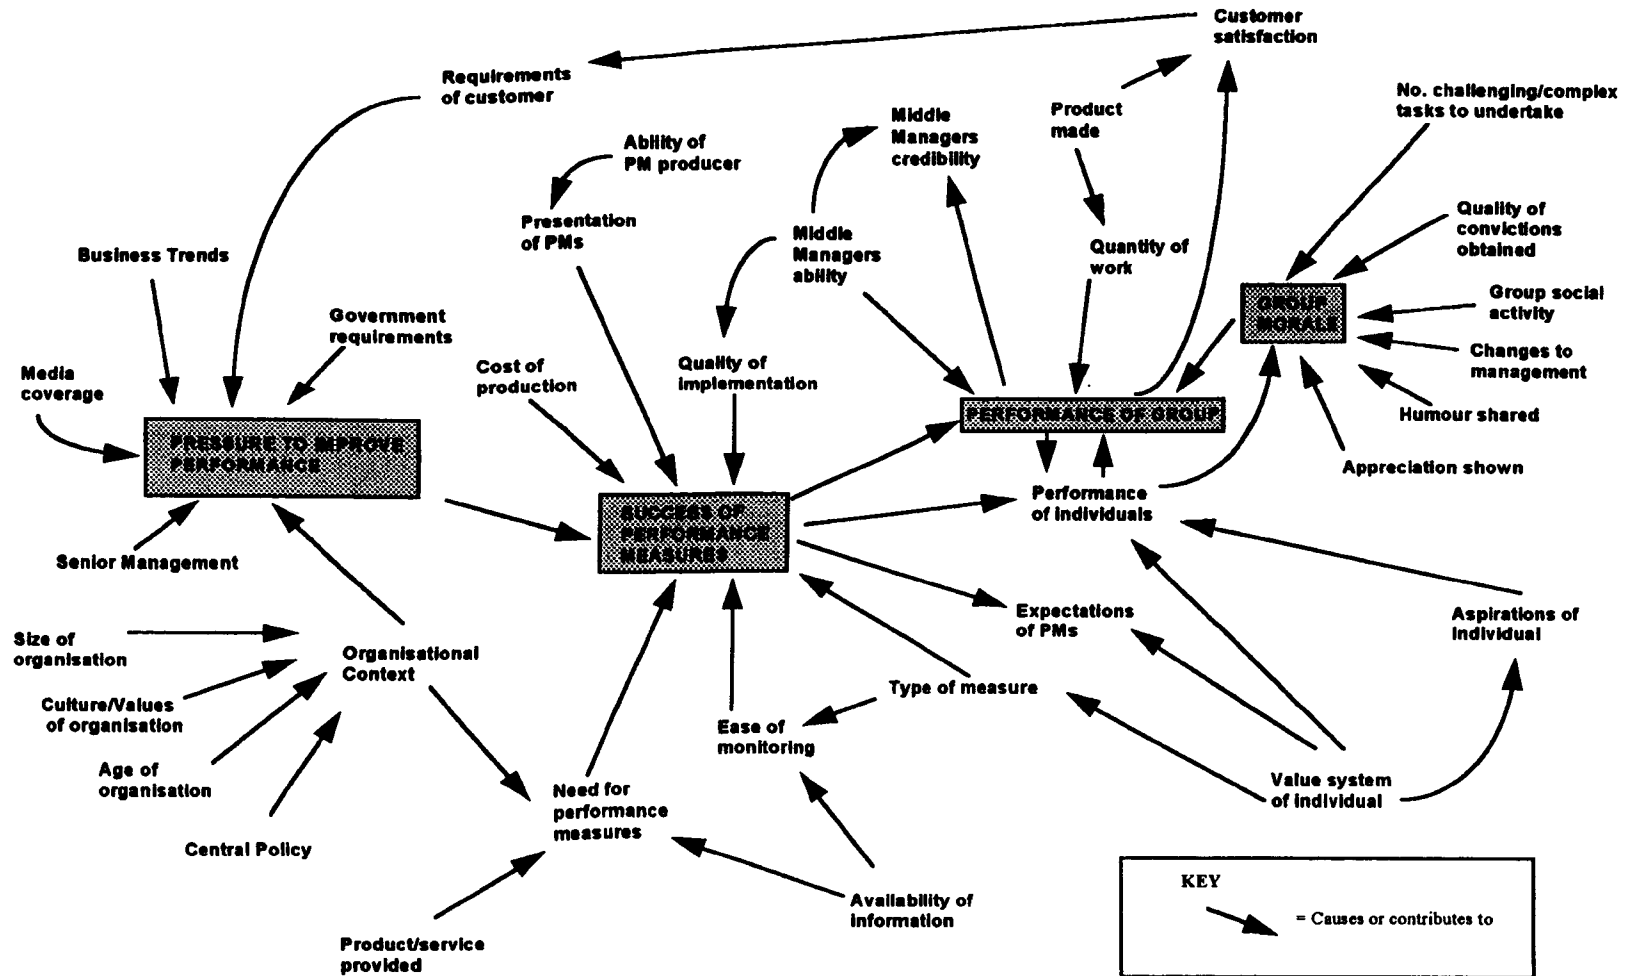 Customer
satisfaction
Requirements
of customer
No. challenging/complex
tasks to undertake
Middle
Managers
credibility
Product
made
Ability of
PM producer
Presentation
of PMs
Middle
Managers
ability
Quantity of
work
Quality of
convictions
obtained
Business Trends
GROUP
MORALE
Group social
activity
Government
requirements
Changes to
management
Media
coverage
Cost of
production
Quality of
implementation
Humour shared
PERFORMANCE OF GROUP
PRESSURE TO IMPROVE
PERFORMANCE
Appreciation shown
Performance
of individuals
SUCCESS OF
PERFORMANCE
MEASURES
Senior Management
Expectations
of PMs
Aspirations of
individual
Size of
organisation
Organisational
Context
Type of measure
Culture/Values
of organisation
Ease of
monitoring
Age of
organisation
Need for
performance
measures
Value system
of individual
Central Policy
Availability of
information
Product/service
provided
KEY
= Causes or contributes to